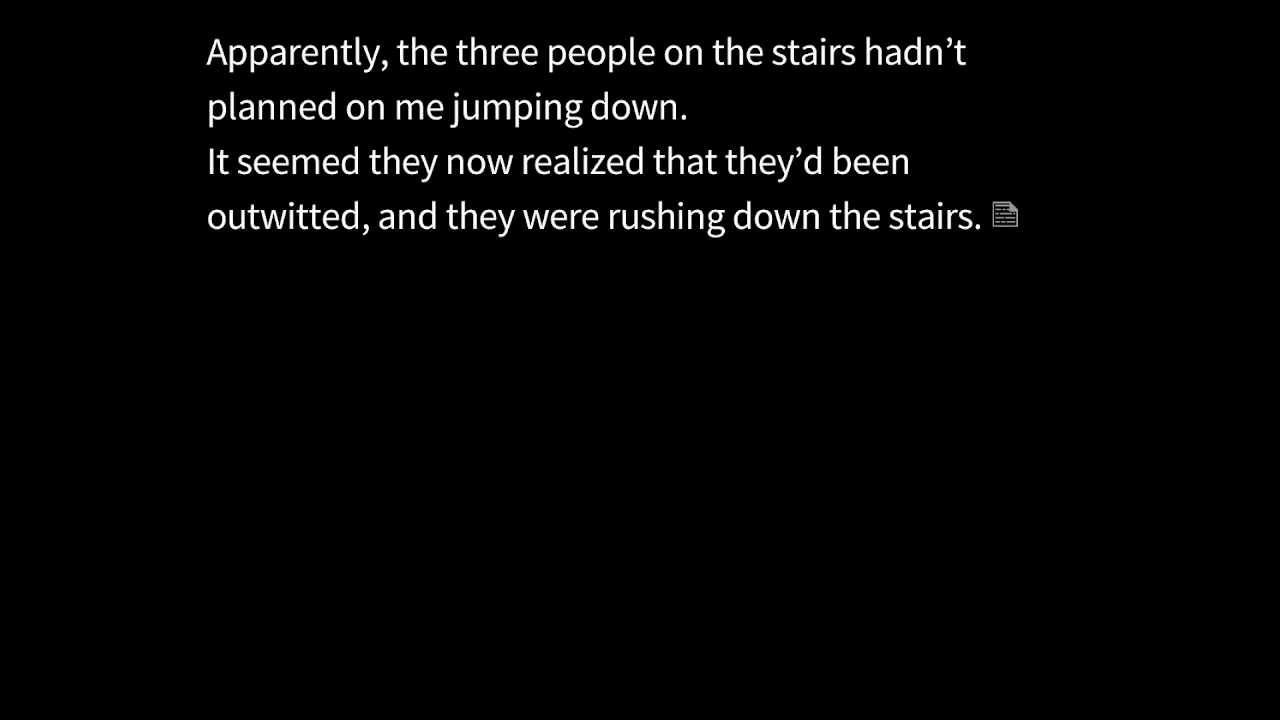 Apparently, the three people on the stairs hadn’t
planned on me jumping down.
It seemed they now realized that they’d been
outwitted, and they were rushing down the stairs.